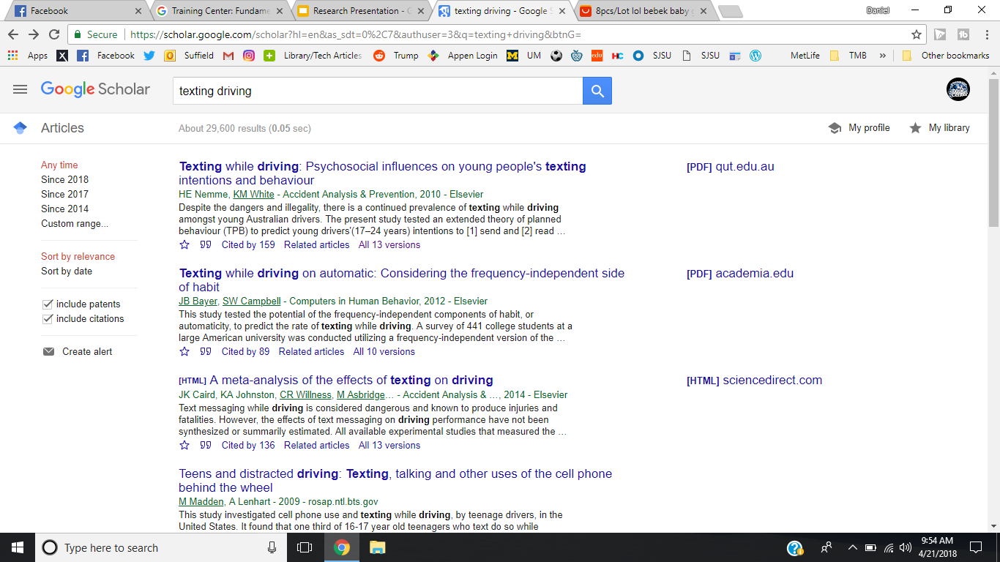 Facebook
Training Center: Fundame
Research Presentation - G
texting driving - Google S
8pcs/Lot lol bebek baby g
Daniel
Secure
https://scholar.google.com/scholar?hl=en&as_sdt=0%2C7&authuser=3&q=texting+driving&btnG=
Apps Facebook Suffield Library/Tech Articles Trump Appen Login UM SJSU SJSU MetLife TMB » Other bookmarks
Google Scholar
texting driving
Articles
About 29,600 results (0.05 sec)
My profile
My library
Any time
Since 2018
Since 2017
Since 2014
Custom range...
Sort by relevance
Sort by date
include patents
include citations
Create alert
Texting while driving: Psychosocial influences on young people's texting
intentions and behaviour
[PDF] qut.edu.au
HE Nemme, KM White - Accident Analysis & Prevention, 2010 - Elsevier
Despite the dangers and illegality, there is a continued prevalence of texting while driving
amongst young Australian drivers. The present study tested an extended theory of planned
behaviour (TPB) to predict young drivers'(17–24 years) intentions to [1] send and [2] read …
Cited by 159 Related articles All 13 versions
Texting while driving on automatic: Considering the frequency-independent side
of habit
[PDF] academia.edu
JB Bayer, SW Campbell - Computers in Human Behavior, 2012 - Elsevier
This study tested the potential of the frequency-independent components of habit, or
automaticity, to predict the rate of texting while driving. A survey of 441 college students at a
large American university was conducted utilizing a frequency-independent version of the …
Cited by 89 Related articles All 10 versions
[HTML] A meta-analysis of the effects of texting on driving
[HTML] sciencedirect.com
JK Caird, KA Johnston, CR Willness, M Asbridge… - Accident Analysis & …, 2014 - Elsevier
Text messaging while driving is considered dangerous and known to produce injuries and
fatalities. However, the effects of text messaging on driving performance have not been
synthesized or summarily estimated. All available experimental studies that measured the …
Cited by 136 Related articles All 13 versions
Teens and distracted driving: Texting, talking and other uses of the cell phone
behind the wheel
M Madden, A Lenhart - 2009 - rosap.ntl.bts.gov
This study investigated cell phone use and texting while driving, by teenage drivers, in the
United States. It found that one third of 16-17 year old teenagers who text do so while
Type here to search
9:54 AM
4/21/2018